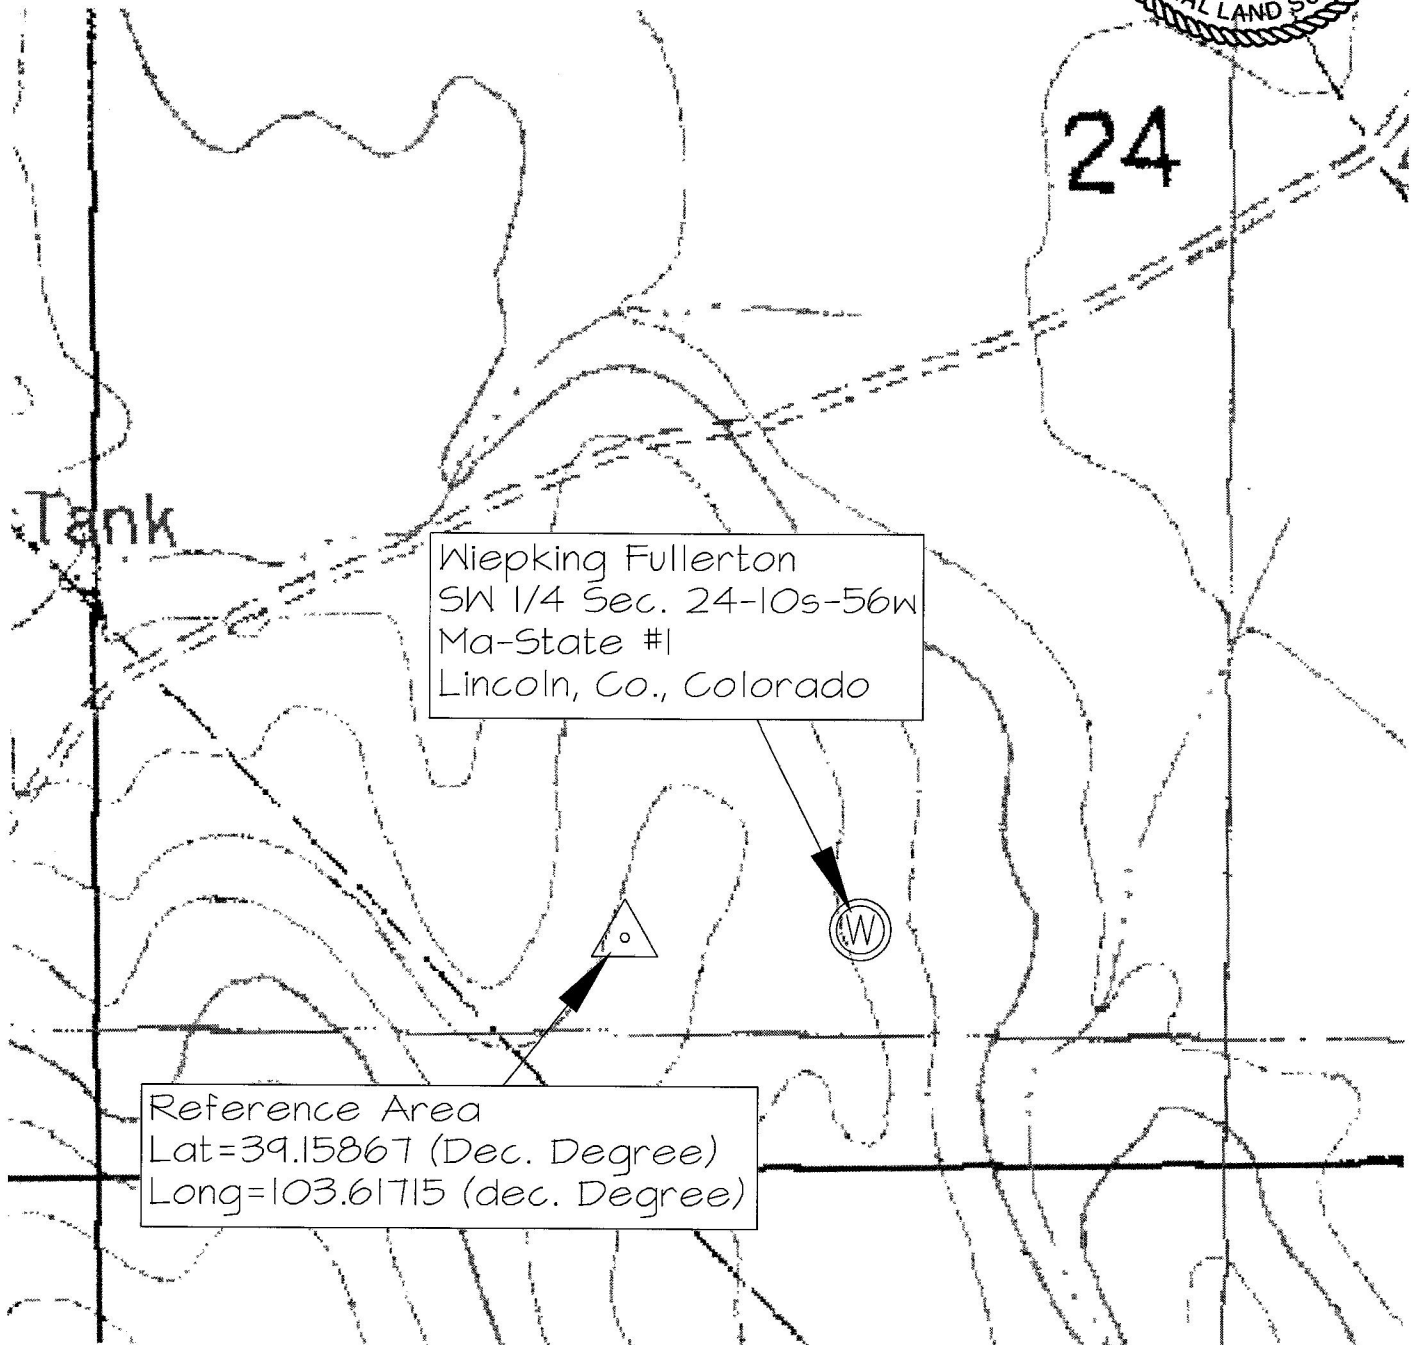 LAND
24
Tank
Wiepking Fullerton
SW 1/4 Sec. 24-10s-56w
Ma-State #1
Lincoln, Co., Colorado
W
Reference Area
Lat=39.15867 (Dec. Degree)
Long=103.61715 (dec. Degree)